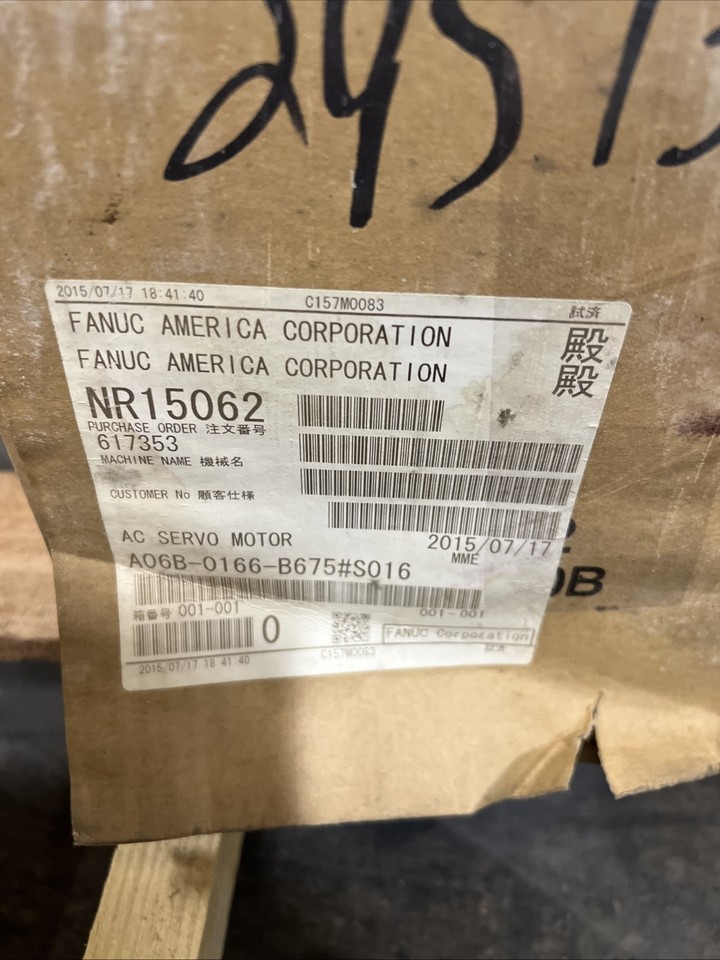 2015/07/17 18:41:40 C157M0083 試済
FANUC AMERICA CORPORATION 殿
FANUC AMERICA CORPORATION 殿
NR15062
PURCHASE ORDER 注文番号
617353
MACHINE NAME 機械名
CUSTOMER No 顧客仕様
AC SERVO MOTOR 2015/07/17
MME
A06B-0166-B675#S016
箱番号 001-001 001-001
0 FANUC Corporation
2015/07/17 18:41:40 C157M0083 試済